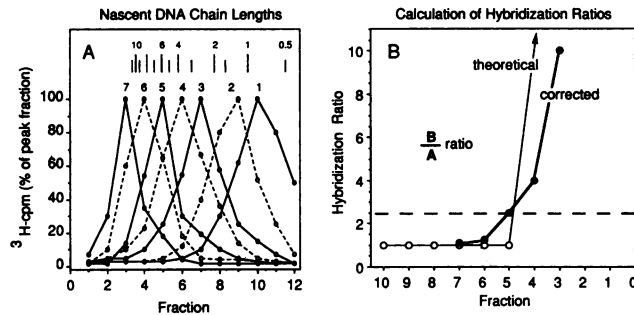 Nascent DNA Chain Lengths
A
10 6 4 2 1 0.5
7 6 5 4 3 2 1
100
80
60
40
20
0
3H-cpm (% of peak fraction)
0 2 4 6 8 10 12
Fraction
Calculation of Hybridization Ratios
B
theoretical
corrected
B
A ratio
10
8
6
4
2
1
0
Hybridization Ratio
10 9 8 7 6 5 4 3 2 1 0
Fraction